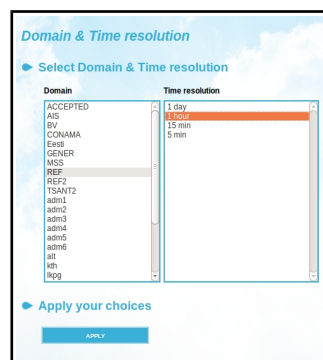 Domain & Time resolution
Select Domain & Time resolution
Domain
Time resolution
ACCEPTED
AIS
BV
CONAMA
Eesti
GENER
MSS
REF
REF2
TSANT2
adm1
adm2
adm3
adm4
adm5
adm6
alt
kth
lkpg
1 day
1 hour
15 min
5 min
Apply your choices
APPLY